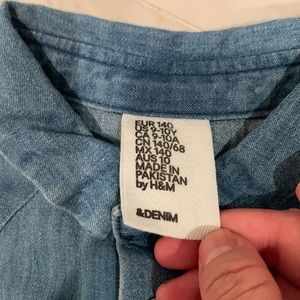 EUR 140
US 9-10Y
CA 9-10A
CN 140/68
MX 140
AUS 10
MADE IN
PAKISTAN
by H&M
&DENIM